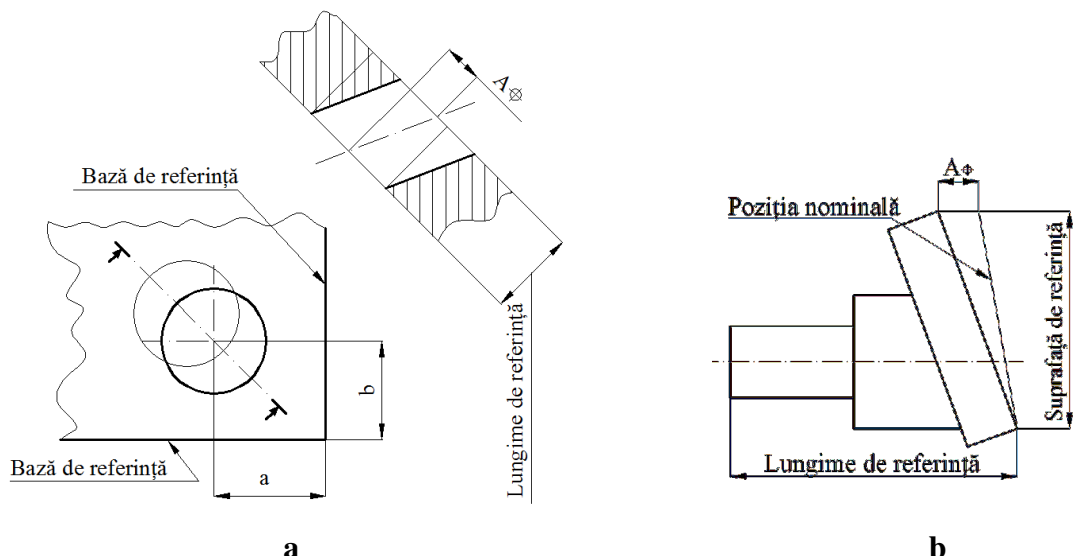 A⊗
Bază de referință
Lungime de referință
b
Bază de referință
a
a
AΦ
Poziția nominală
Suprafață de referință
Lungime de referință
b